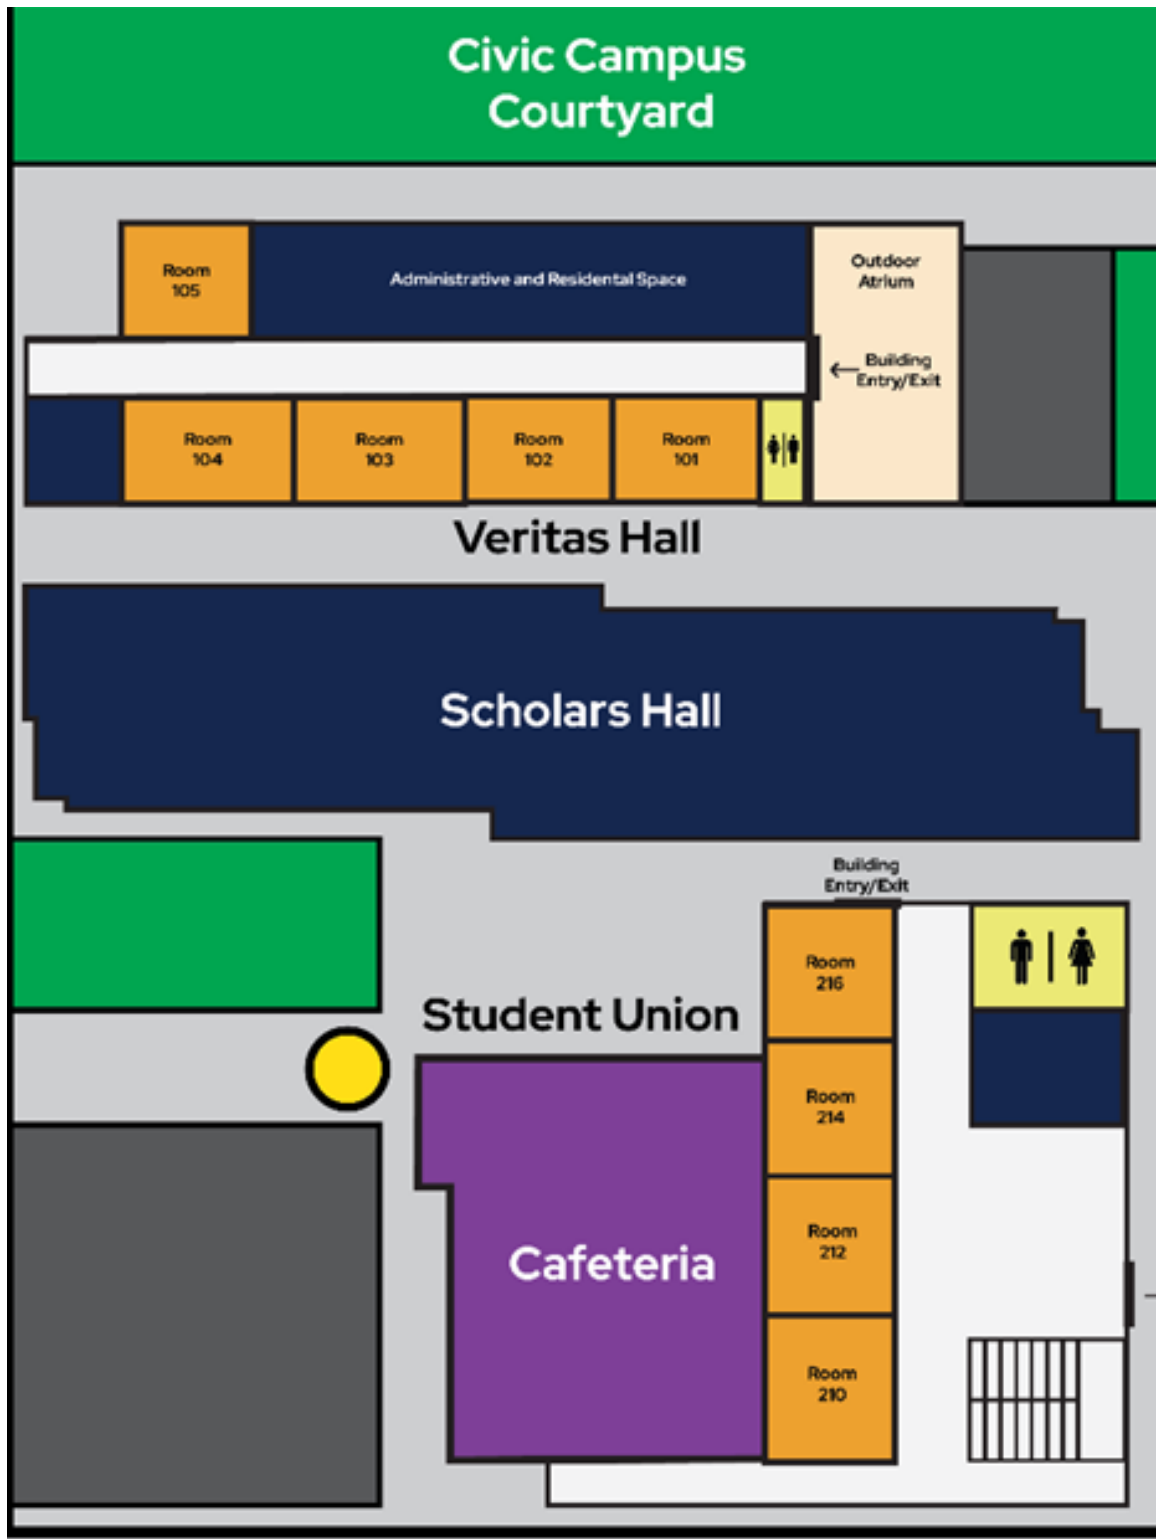 Civic Campus
Courtyard
Room
105
Administrative and Residental Space
Outdoor
Atrium
← Building
Entry/Exit
Room
104
Room
103
Room
102
Room
101
Veritas Hall
Scholars Hall
Building
Entry/Exit
Room
216
Student Union
Room
214
Room
212
Cafeteria
Room
210